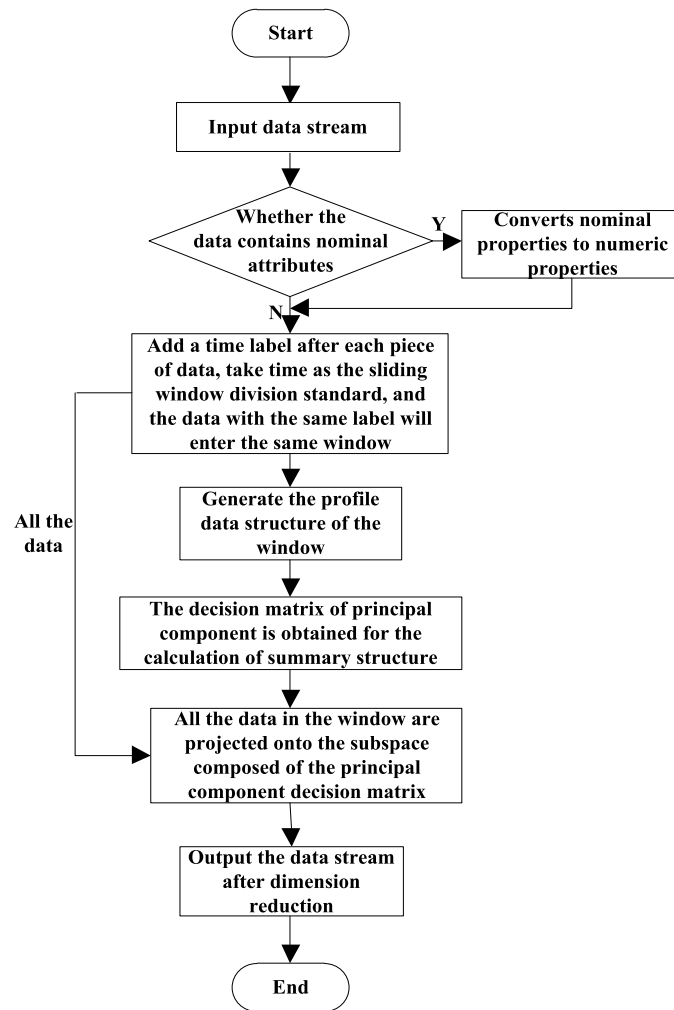 Start
Input data stream
Whether the
data contains nominal
attributes
Y
Converts nominal
properties to numeric
properties
N
Add a time label after each piece
of data, take time as the sliding
window division standard, and
the data with the same label will
enter the same window
All the
data
Generate the profile
data structure of the
window
The decision matrix of principal
component is obtained for the
calculation of summary structure
All the data in the window are
projected onto the subspace
composed of the principal
component decision matrix
Output the data stream
after dimension
reduction
End